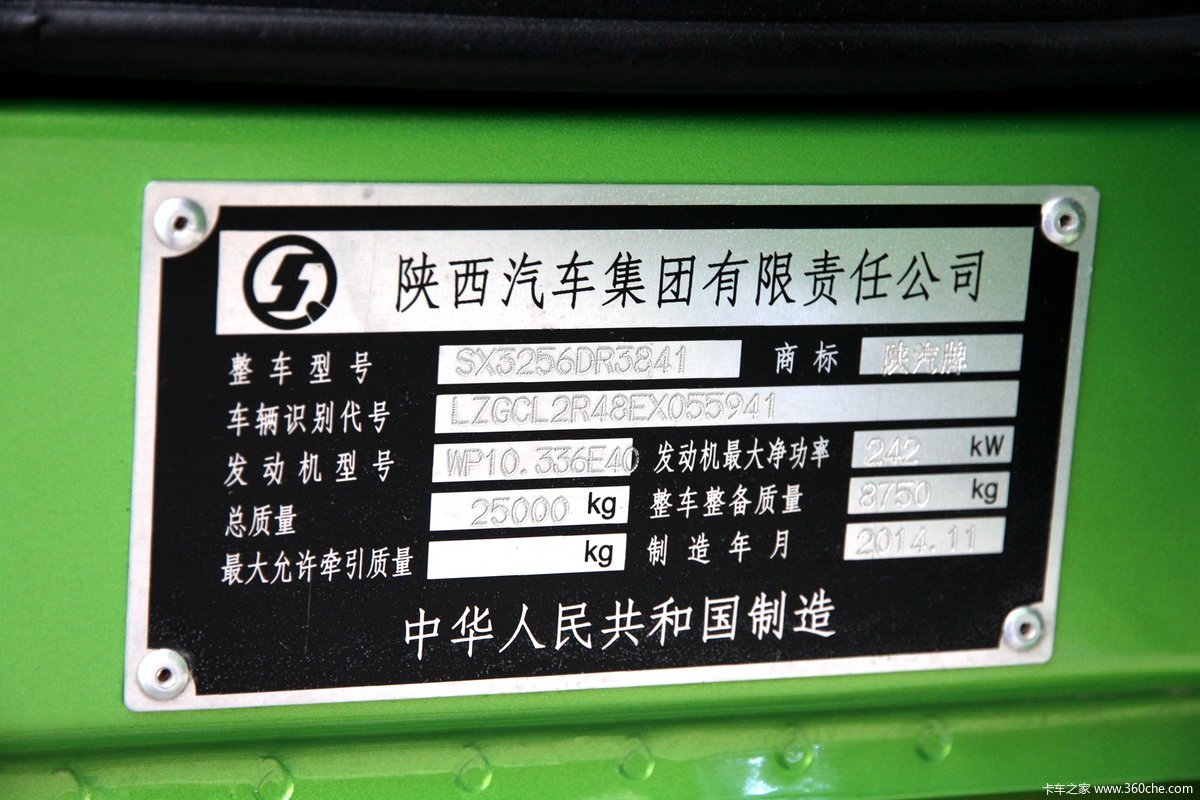 陕西汽车集团有限责任公司
整车型号 SX3256DR3841 商标 陕汽牌
车辆识别代号 LZGCL2R48EX055941
发动机型号 WP10.336E40 发动机最大净功率 242 kW
总质量 25000 kg 整车整备质量 8750 kg
最大允许牵引质量 kg 制造年月 2014.11
中华人民共和国制造
卡车之家 www.360che.com